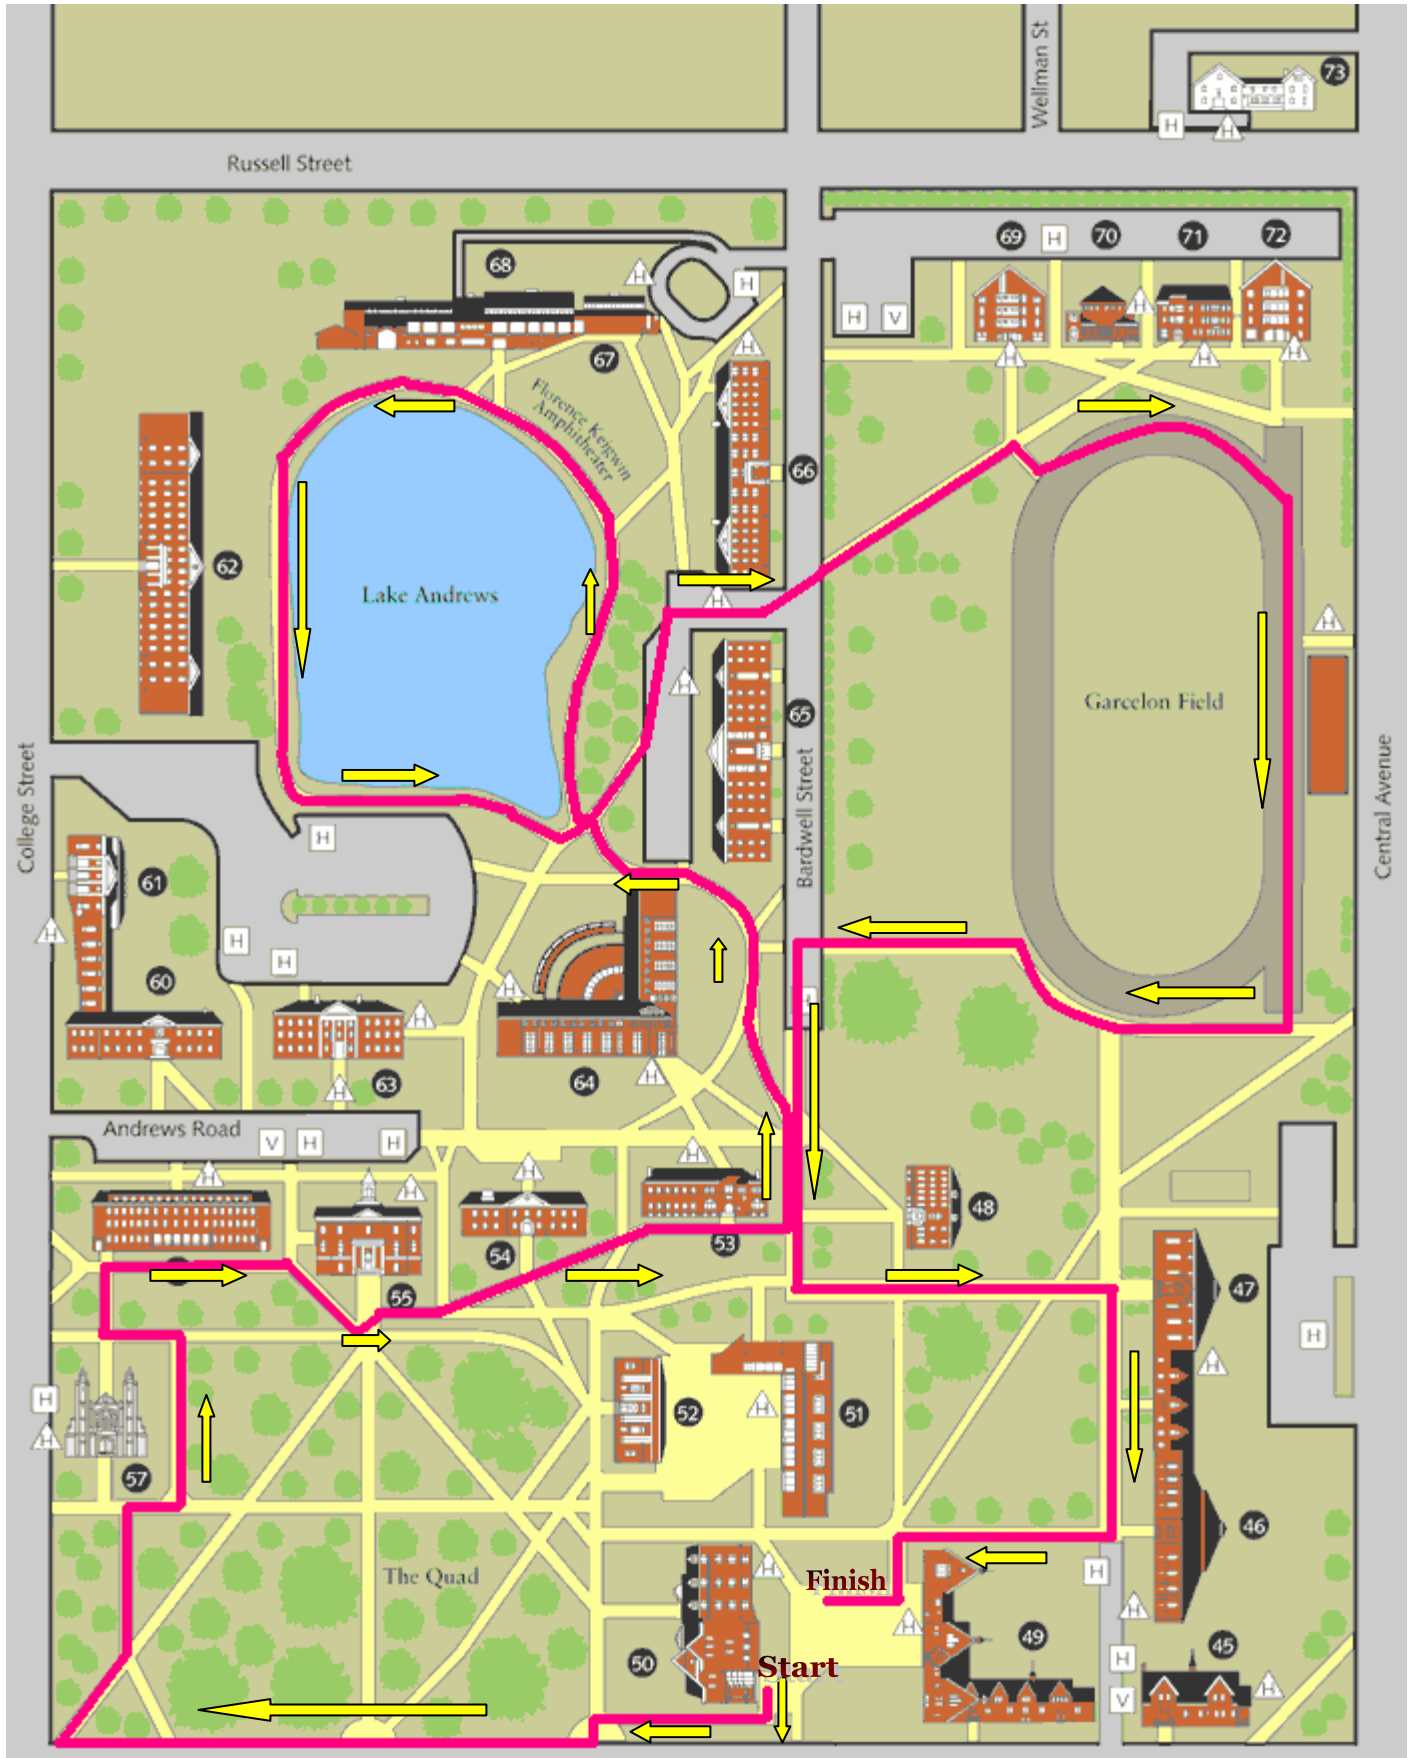 Wellman St
73
H
H
Russell Street
69
H
70
71
72
68
H
H
H
V
H
H
H
H
H
67
Florence Keigwin
Amphitheater
66
62
Lake Andrews
H
H
H
Garcelon Field
65
College Street
Bardwell Street
Central Avenue
H
61
H
H
H
60
H
H
63
H
64
H
Andrews Road
V
H
H
H
H
H
H
48
53
54
55
47
H
H
H
52
H
51
H
57
46
The Quad
H
Finish
H
H
H
49
50
45
H
Start
H
V